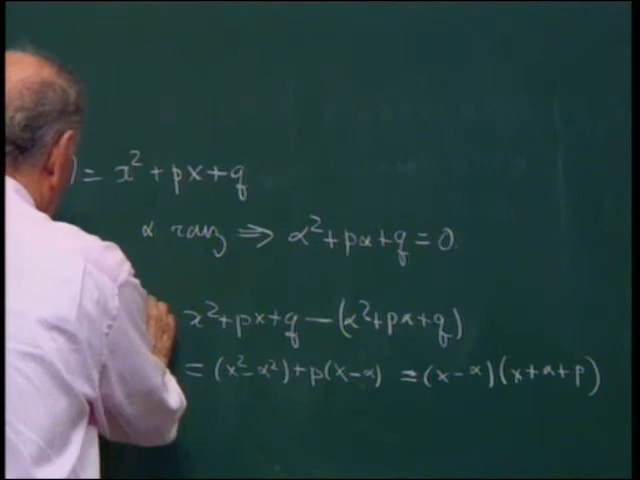 ) = x² + px + q
α raiz ⇒ α² + pα + q = 0
x² + px + q − (α² + pα + q)
= (x² − α²) + p(x − α) = (x − α)(x + α + p)